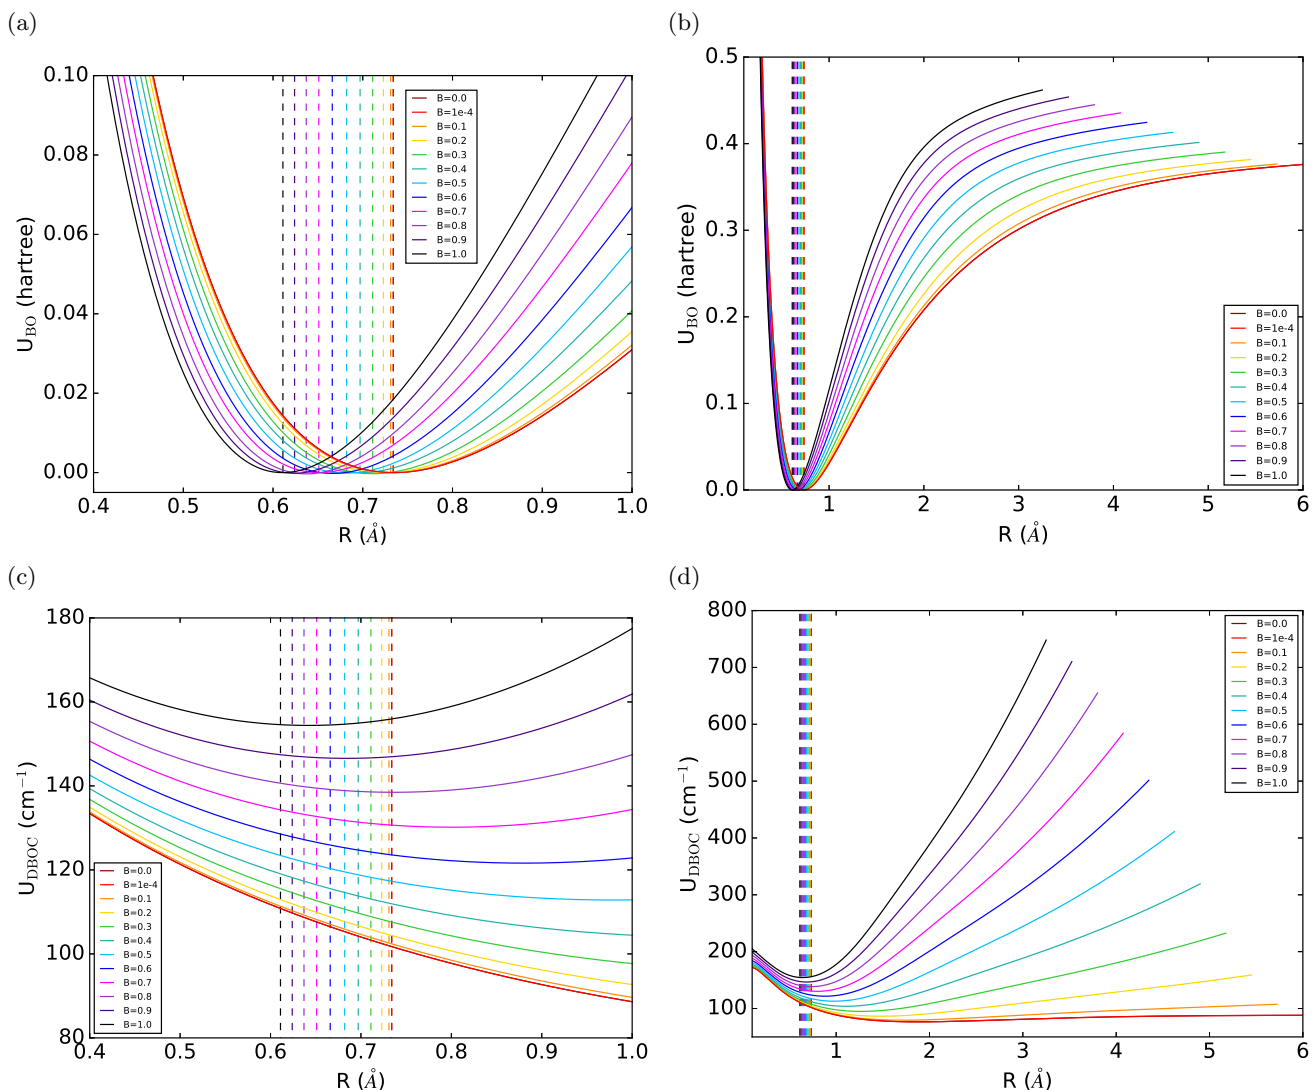 (a)
0.10
0.08
0.06
0.04
0.02
0.00
U_BO (hartree)
0.4 0.5 0.6 0.7 0.8 0.9 1.0
R (Å)
B=0.0
B=1e-4
B=0.1
B=0.2
B=0.3
B=0.4
B=0.5
B=0.6
B=0.7
B=0.8
B=0.9
B=1.0
(b)
0.5
0.4
0.3
0.2
0.1
0.0
U_BO (hartree)
1 2 3 4 5 6
R (Å)
B=0.0
B=1e-4
B=0.1
B=0.2
B=0.3
B=0.4
B=0.5
B=0.6
B=0.7
B=0.8
B=0.9
B=1.0
(c)
180
160
140
120
100
80
U_DBOC (cm⁻¹)
0.4 0.5 0.6 0.7 0.8 0.9 1.0
R (Å)
B=0.0
B=1e-4
B=0.1
B=0.2
B=0.3
B=0.4
B=0.5
B=0.6
B=0.7
B=0.8
B=0.9
B=1.0
(d)
800
700
600
500
400
300
200
100
U_DBOC (cm⁻¹)
1 2 3 4 5 6
R (Å)
B=0.0
B=1e-4
B=0.1
B=0.2
B=0.3
B=0.4
B=0.5
B=0.6
B=0.7
B=0.8
B=0.9
B=1.0